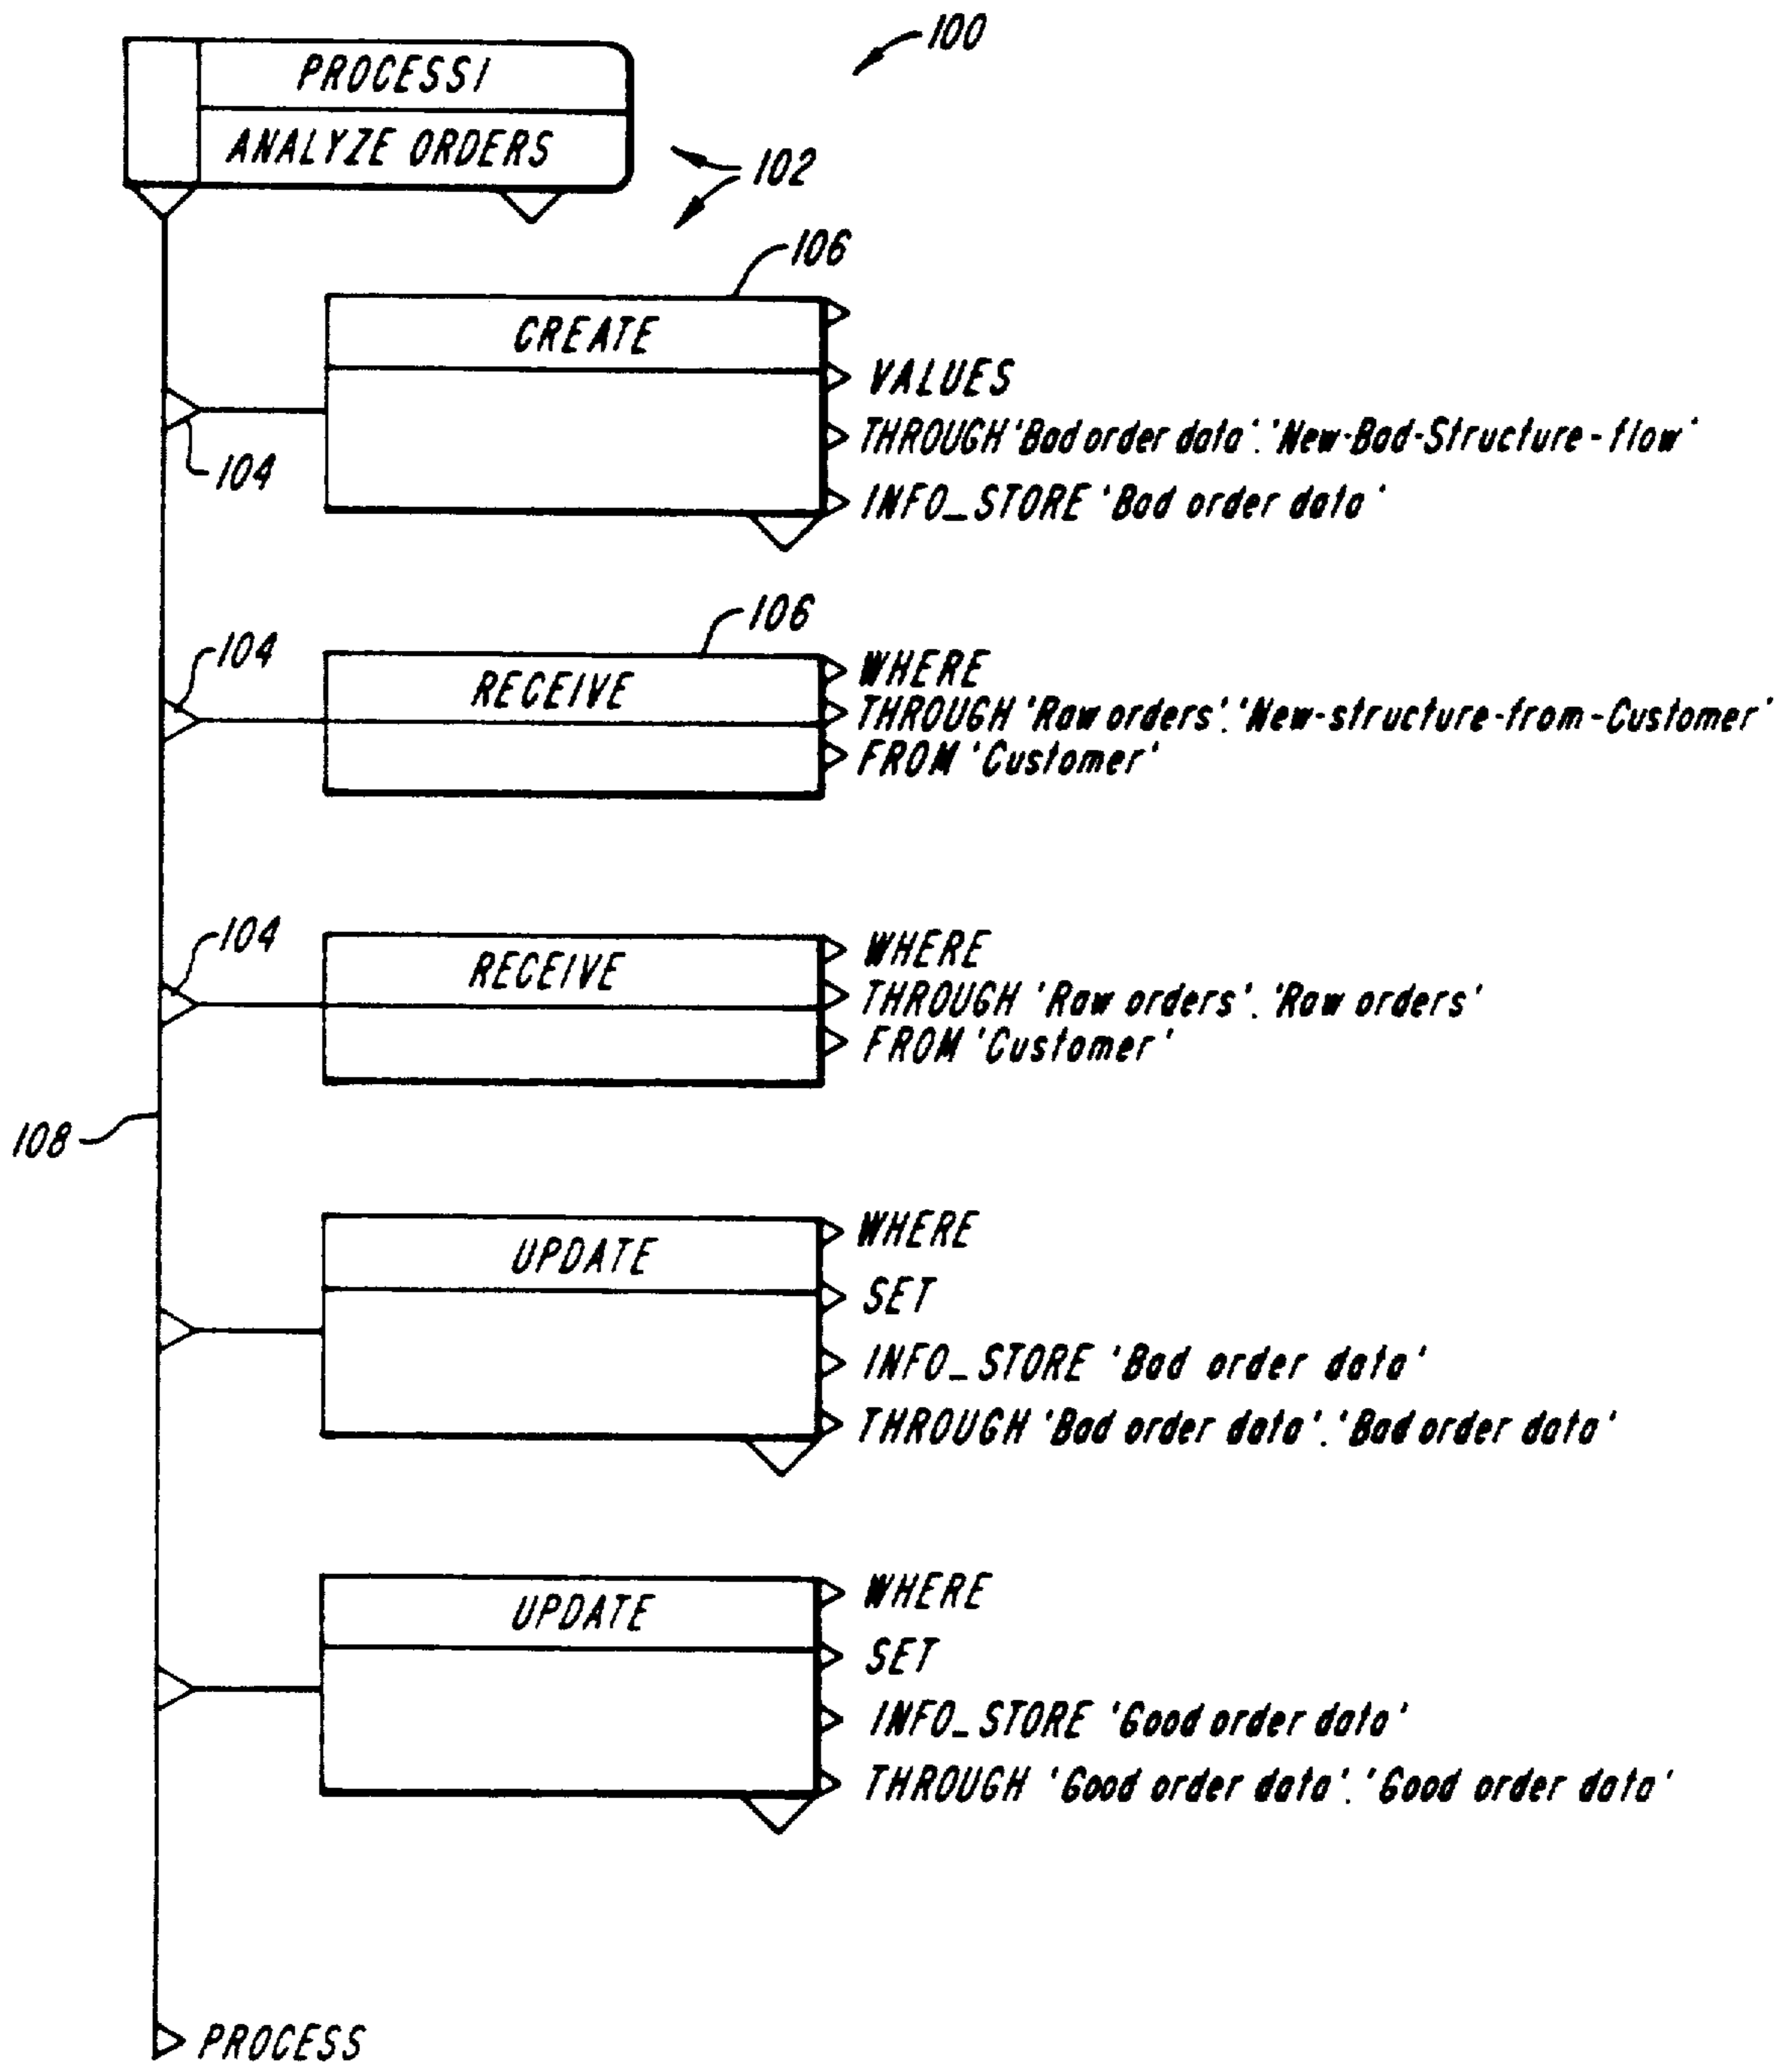 100
PROCESS1
ANALYZE ORDERS
102
106
CREATE
VALUES
THROUGH 'Bad order data'.'New-Bad-Structure-flow'
104
INFO_STORE 'Bad order data'
106
104
RECEIVE
WHERE
THROUGH 'Raw orders'.'New-structure-from-Customer'
FROM 'Customer'
104
RECEIVE
WHERE
THROUGH 'Raw orders'.'Raw orders'
FROM 'Customer'
108
UPDATE
WHERE
SET
INFO_STORE 'Bad order data'
THROUGH 'Bad order data'.'Bad order data'
UPDATE
WHERE
SET
INFO_STORE 'Good order data'
THROUGH 'Good order data'.'Good order data'
PROCESS